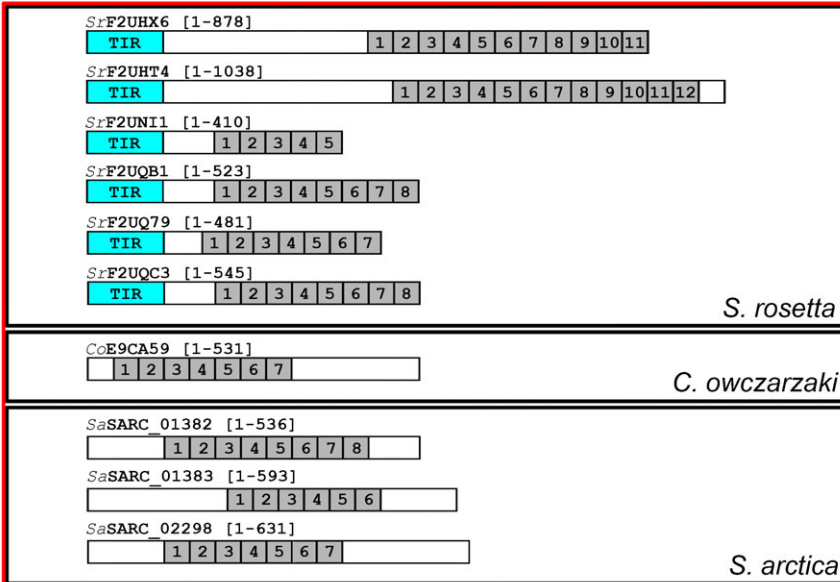 SrF2UHX6 [1-878]
TIR 1 2 3 4 5 6 7 8 9 10 11
SrF2UHT4 [1-1038]
TIR 1 2 3 4 5 6 7 8 9 10 11 12
SrF2UNI1 [1-410]
TIR 1 2 3 4 5
SrF2UQB1 [1-523]
TIR 1 2 3 4 5 6 7 8
SrF2UQ79 [1-481]
TIR 1 2 3 4 5 6 7
SrF2UQC3 [1-545]
TIR 1 2 3 4 5 6 7 8
S. rosetta
CoE9CA59 [1-531]
1 2 3 4 5 6 7
C. owczarzaki
SaSARC_01382 [1-536]
1 2 3 4 5 6 7 8
SaSARC_01383 [1-593]
1 2 3 4 5 6
SaSARC_02298 [1-631]
1 2 3 4 5 6 7
S. arctica